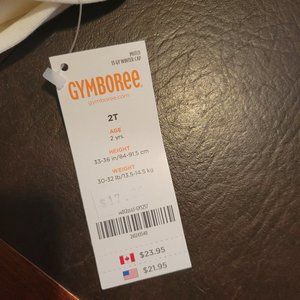 GYMBOREE
gymboree.com
2T
AGE
2 yrs.
HEIGHT
33-36 in/84-91.5 cm
WEIGHT
30-32 lb/13.5-14.5 kg
$17.
$23.95
$21.95